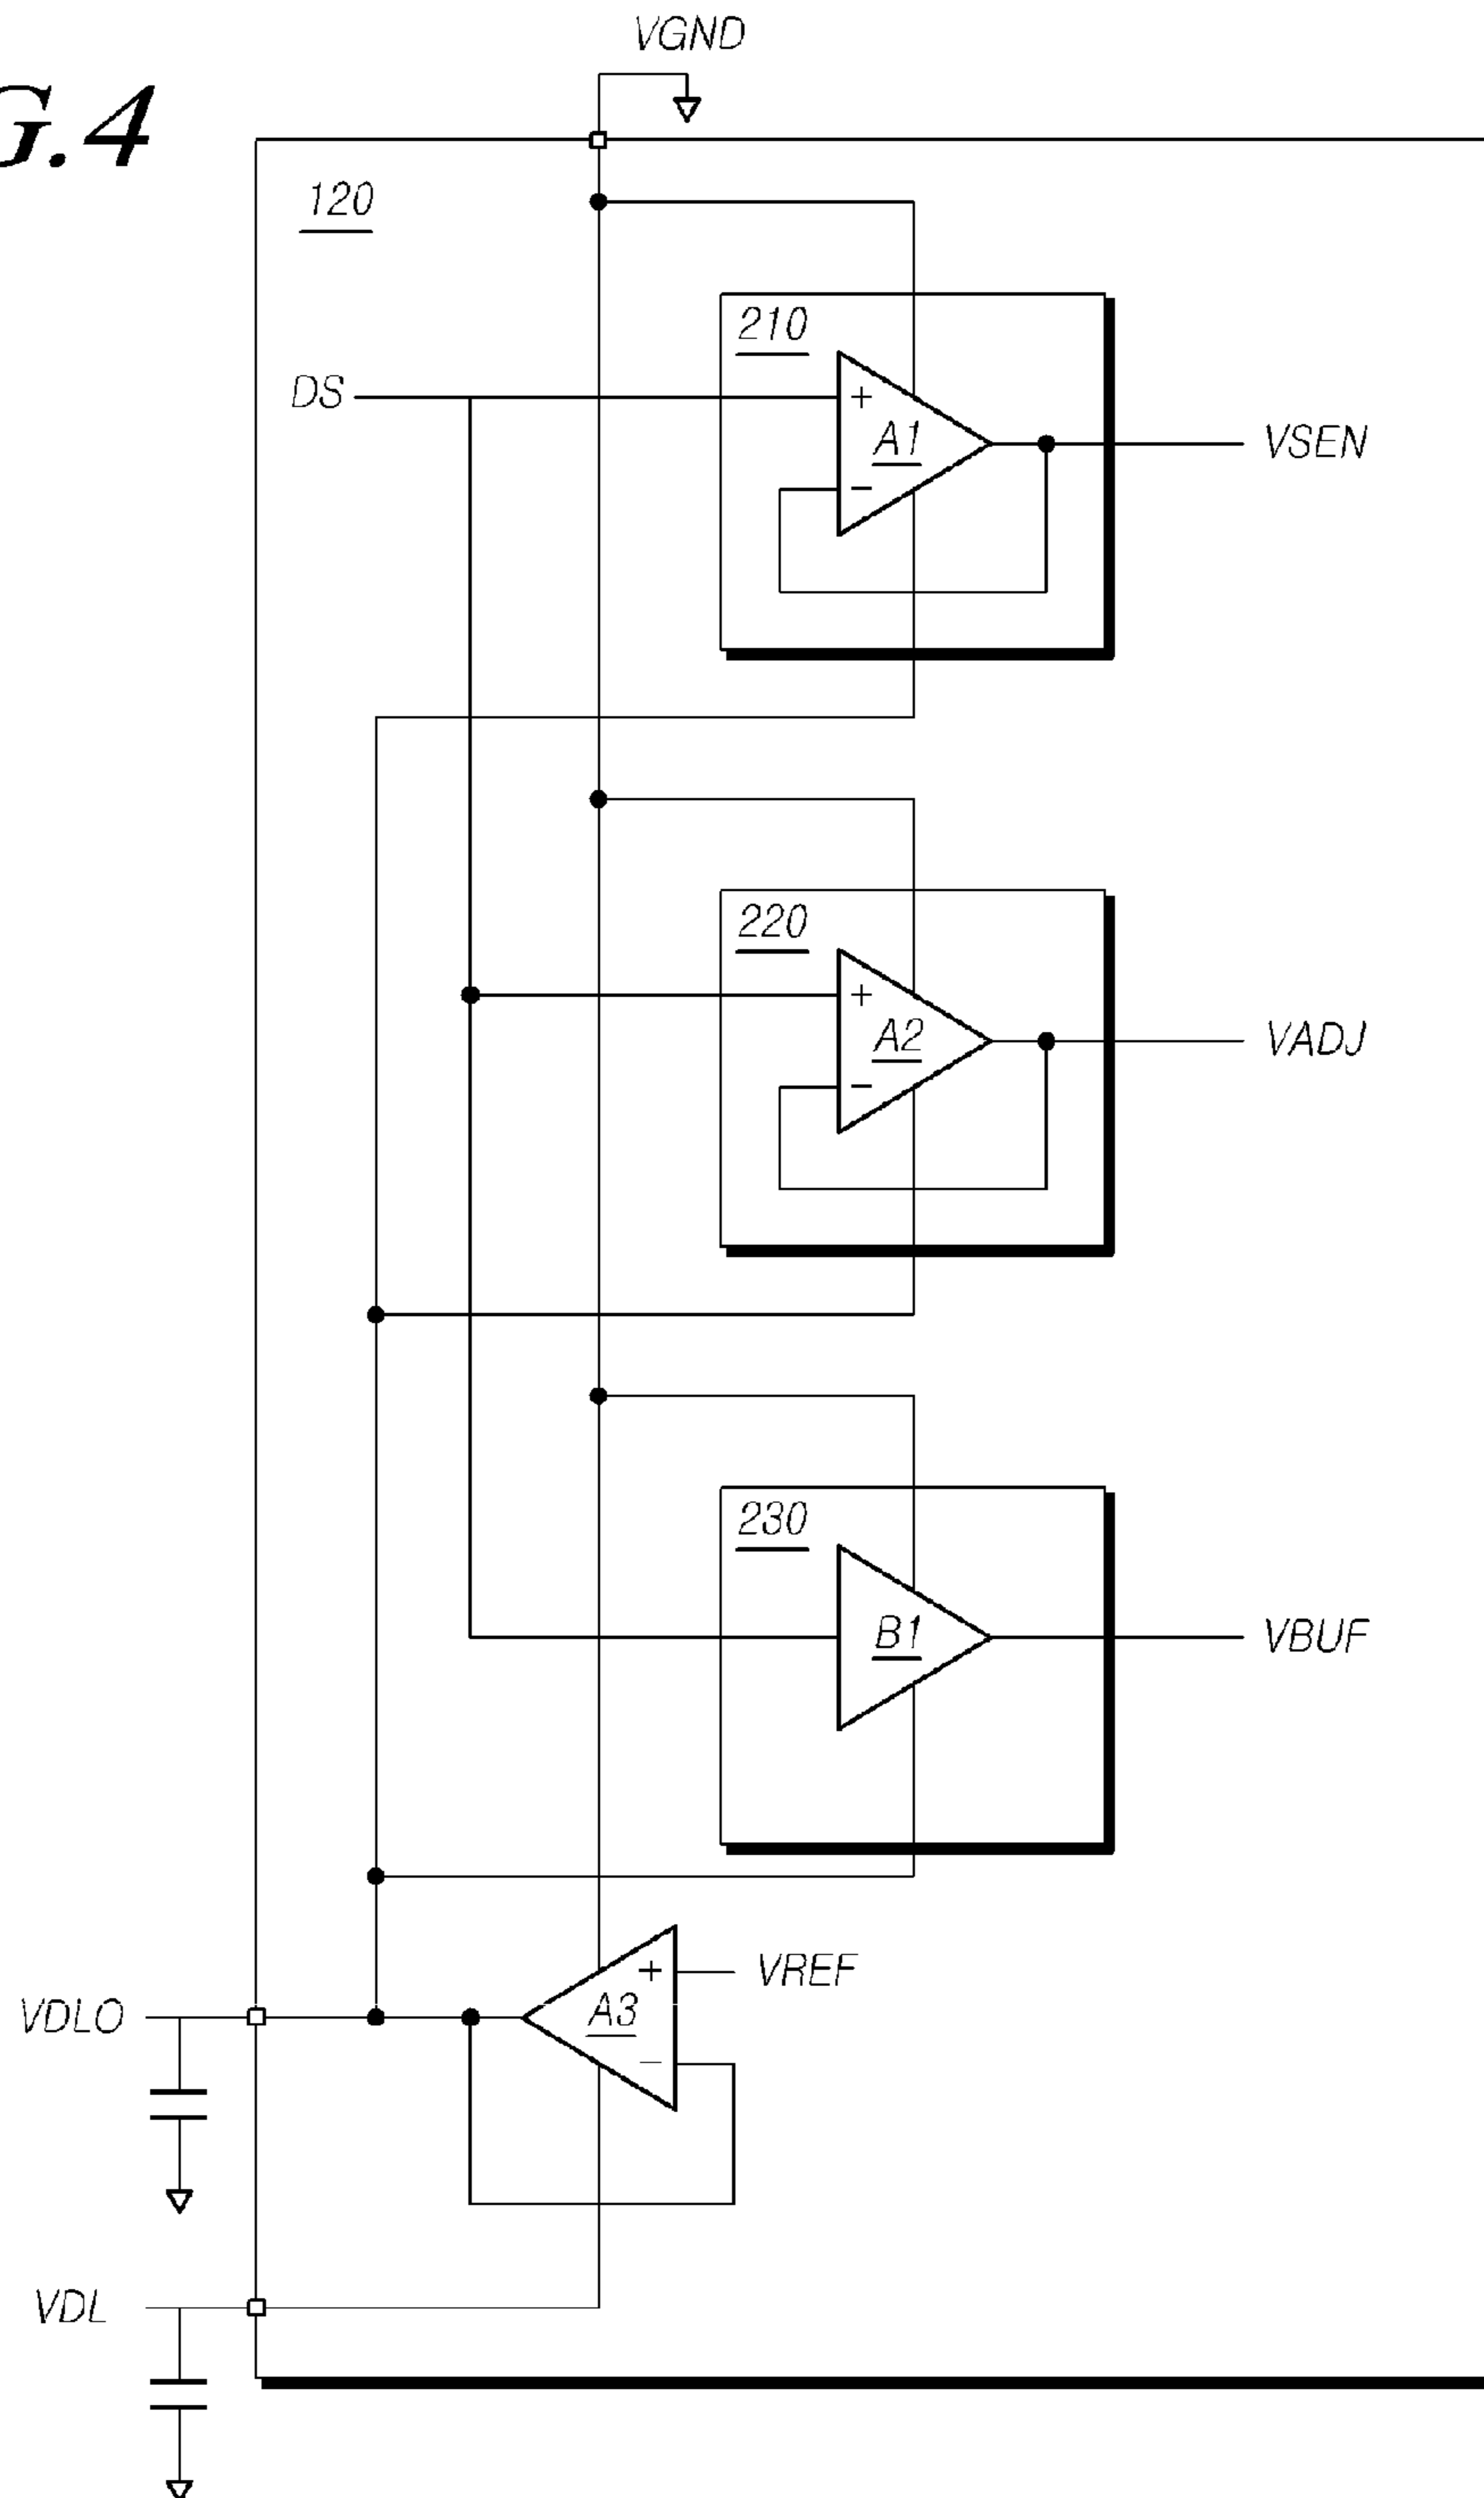 VGND
G.4
120
210
DS
+
A1
VSEN
−
220
+
A2
VADJ
−
230
B1
VBUF
+
VREF
A3
VDLO
−
VDL